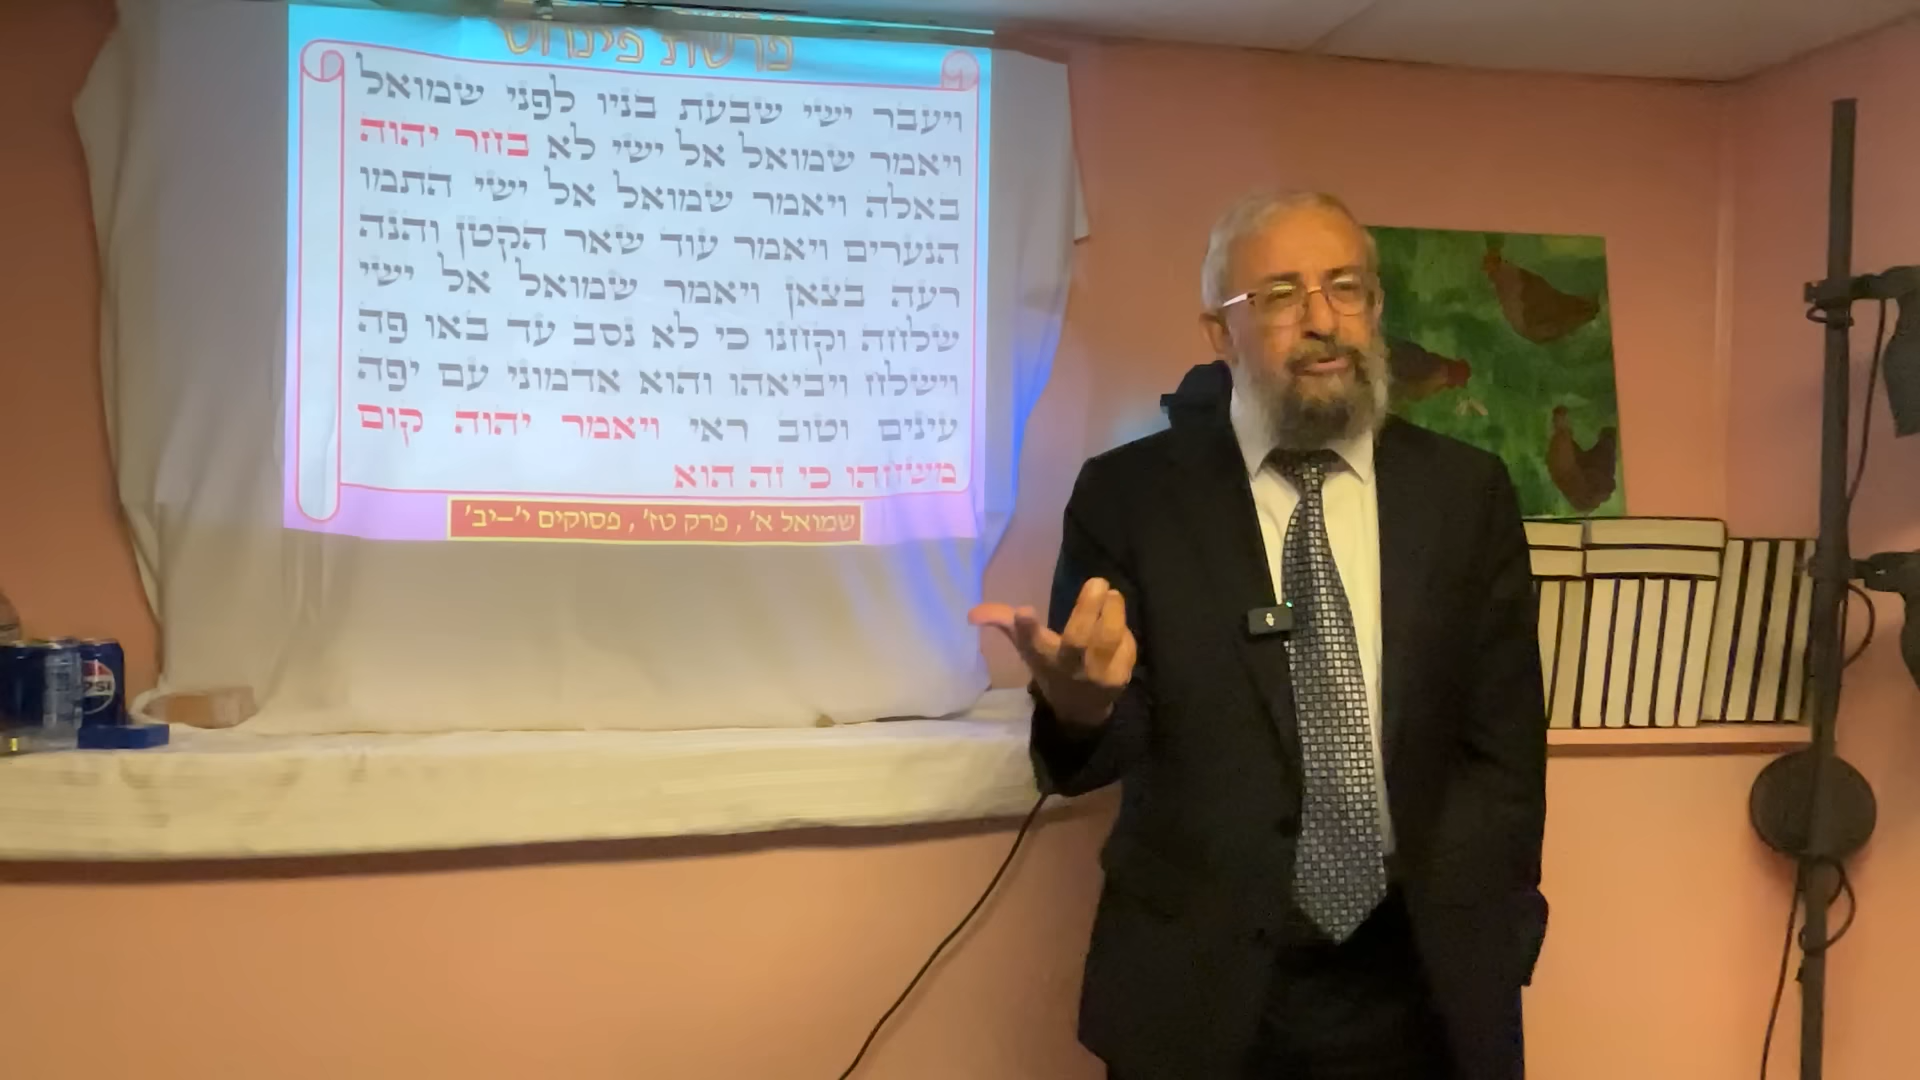 פרשת פינחס
ויעבר ישי שבעת בניו לפני שמואל
ויאמר שמואל אל ישי לא בחר יהוה
באלה ויאמר שמואל אל ישי התמו
הנערים ויאמר עוד שאר הקטן והנה
רעה בצאן ויאמר שמואל אל ישי
שלחה וקחנו כי לא נסב עד באו פה
וישלח ויביאהו והוא אדמוני עם יפה
עינים וטוב ראי ויאמר יהוה קום
משחהו כי זה הוא
שמואל א', פרק טז', פסוקים י'–יב'